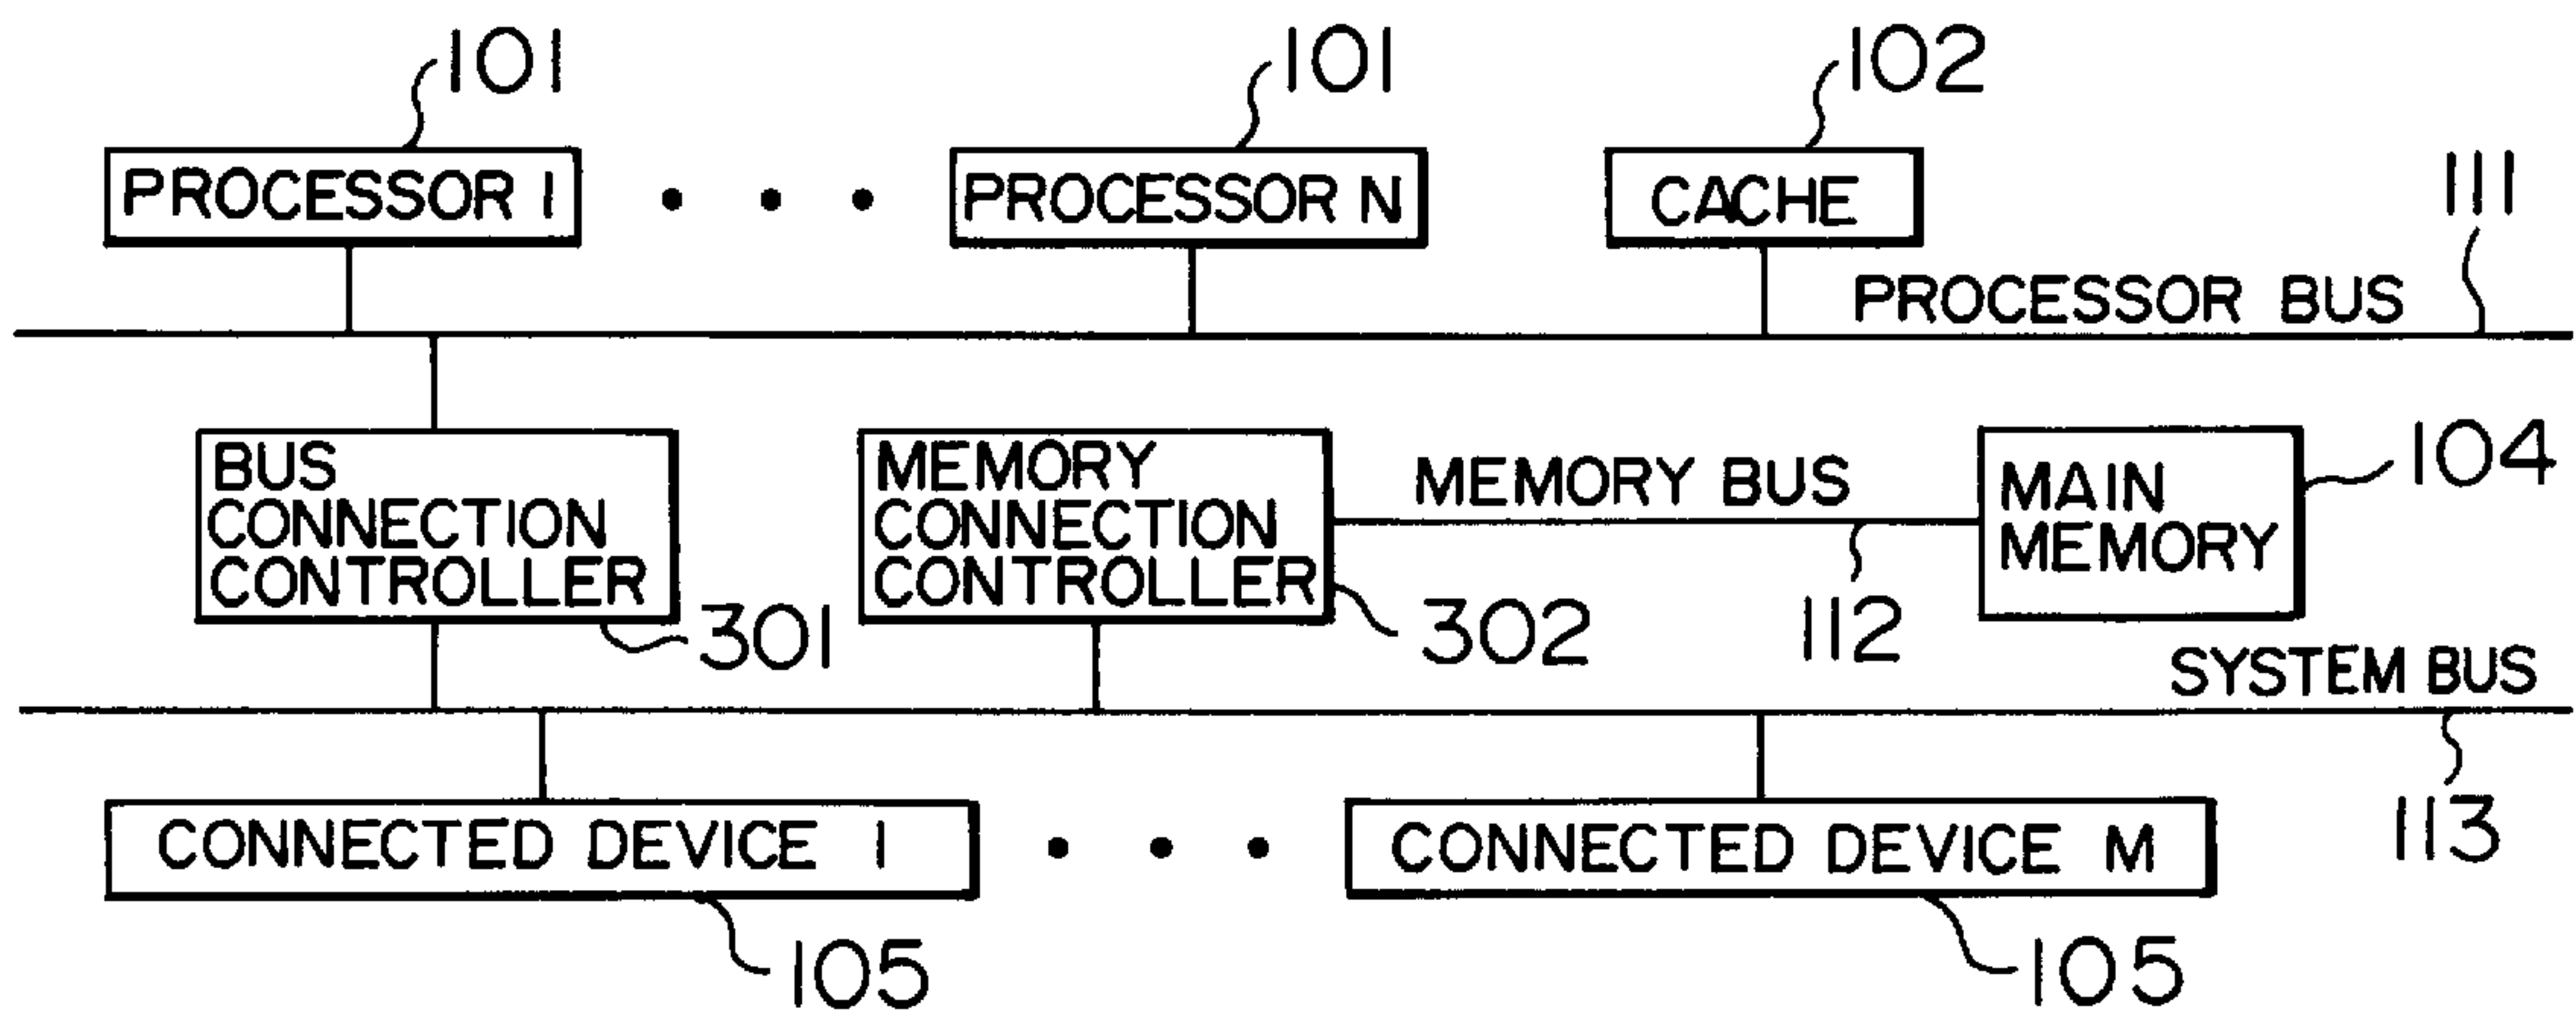 101
101
102
PROCESSOR 1
PROCESSOR N
CACHE
111
PROCESSOR BUS
BUS
CONNECTION
CONTROLLER
301
MEMORY
CONNECTION
CONTROLLER
302
MEMORY BUS
112
MAIN
MEMORY
104
SYSTEM BUS
113
CONNECTED DEVICE 1
CONNECTED DEVICE M
105
105